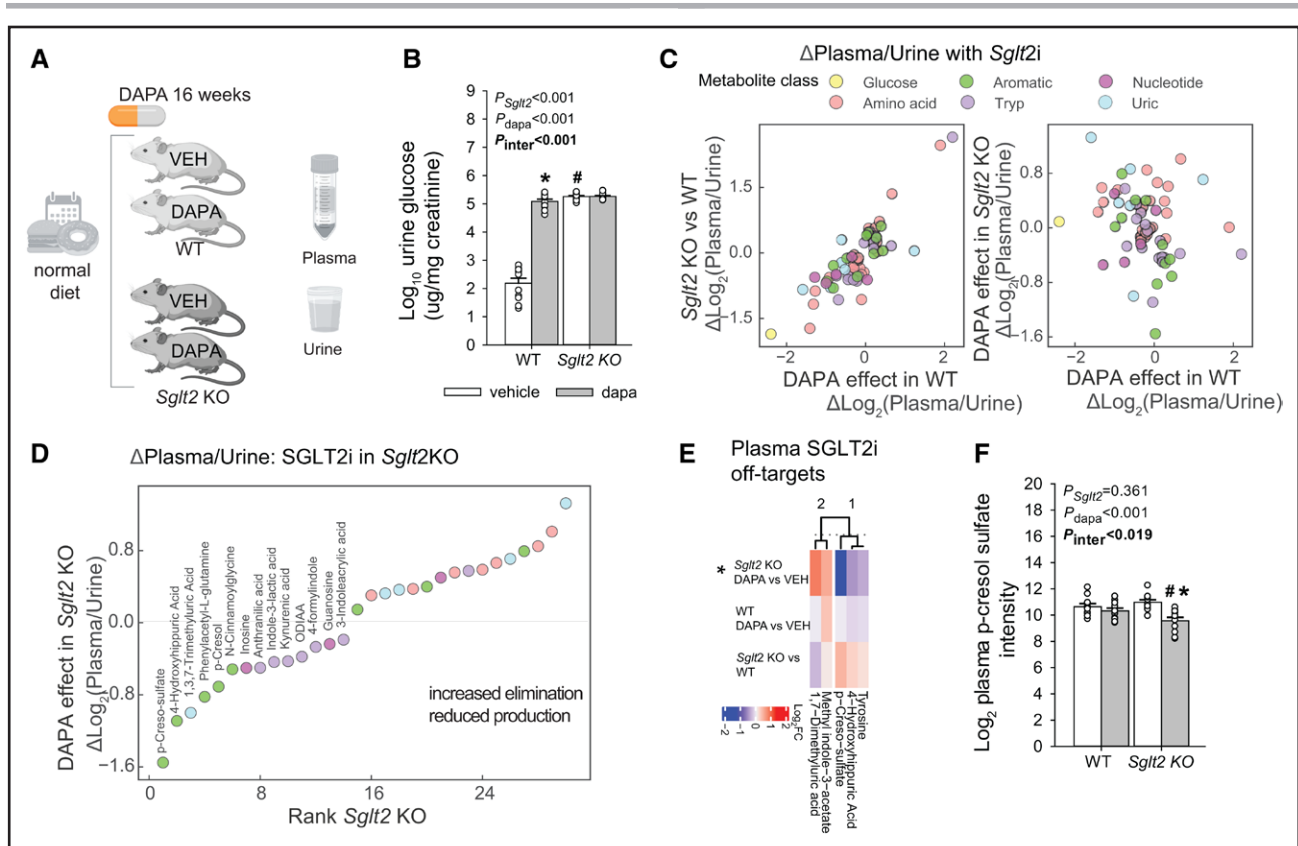 A
DAPA 16 weeks
VEH
DAPA
WT
VEH
DAPA
Sglt2 KO
normal
diet
Plasma
Urine
B
Log10 urine glucose
(ug/mg creatinine)
9
8
7
6
5
4
3
2
1
0
PSglt2<0.001
Pdapa<0.001
Pinter<0.001
*
#
WT
Sglt2 KO
vehicle
dapa
C
ΔPlasma/Urine with Sglt2i
Metabolite class
Glucose
Aromatic
Nucleotide
Amino acid
Tryp
Uric
Sglt2 KO vs WT
ΔLog2(Plasma/Urine)
1.5
0.0
−1.5
−2
0
2
DAPA effect in WT
ΔLog2(Plasma/Urine)
DAPA effect in Sglt2 KO
ΔLog2(Plasma/Urine)
0.8
0.0
−0.8
−1.6
−2
0
2
DAPA effect in WT
ΔLog2(Plasma/Urine)
D
ΔPlasma/Urine: SGLT2i in Sglt2KO
DAPA effect in Sglt2 KO
ΔLog2(Plasma/Urine)
0.8
0.0
−0.8
−1.6
p-Creso-sulfate
4-Hydroxyhippuric Acid
1,3,7-Trimethyluric Acid
Phenylacetyl-L-glutamine
p-Cresol
N-Cinnamoylglycine
Inosine
Anthranilic acid
Indole-3-lactic acid
Kynurenic acid
ODIAA
4-formylindole
Guanosine
3-Indoleacrylic acid
increased elimination
reduced production
0
8
16
24
Rank Sglt2 KO
E
Plasma SGLT2i
off-targets
2
1
*
Sglt2 KO
DAPA vs VEH
WT
DAPA vs VEH
Sglt2 KO vs
WT
Log2FC
−2
−1
0
1
2
1,7-Dimethyluric acid
Methyl indole-3-acetate
p-Creso-sulfate
4-Hydroxyhippuric Acid
Tyrosine
F
Log2 plasma p-cresol sulfate
intensity
20
18
16
14
12
10
8
6
4
2
0
PSglt2=0.361
Pdapa<0.001
Pinter<0.019
#*
WT
Sglt2 KO